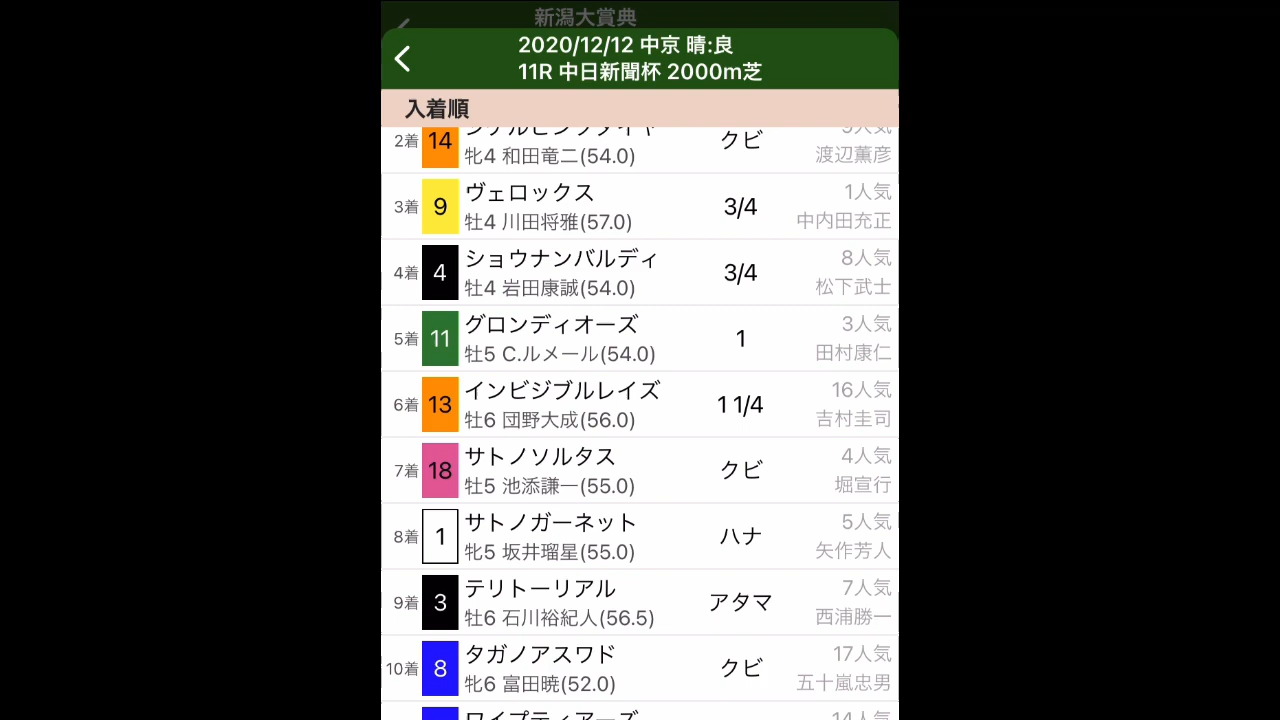 新潟大賞典
2020/12/12 中京 晴:良
11R 中日新聞杯 2000m芝
入着順
2着 14 クビ
牝4 和田竜二(54.0) 渡辺薫彦
ヴェロックス 1人気
3着 9 3/4
牡4 川田将雅(57.0) 中内田充正
ショウナンバルディ 8人気
4着 4 3/4
牡4 岩田康誠(54.0) 松下武士
グロンディオーズ 3人気
5着 11 1
牡5 C.ルメール(54.0) 田村康仁
インビジブルレイズ 16人気
6着 13 1 1/4
牡6 団野大成(56.0) 吉村圭司
サトノソルタス 4人気
7着 18 クビ
牡5 池添謙一(55.0) 堀宣行
サトノガーネット 5人気
8着 1 ハナ
牝5 坂井瑠星(55.0) 矢作芳人
テリトーリアル 7人気
9着 3 アタマ
牡6 石川裕紀人(56.5) 西浦勝一
タガノアスワド 17人気
10着 8 クビ
牝6 富田暁(52.0) 五十嵐忠男